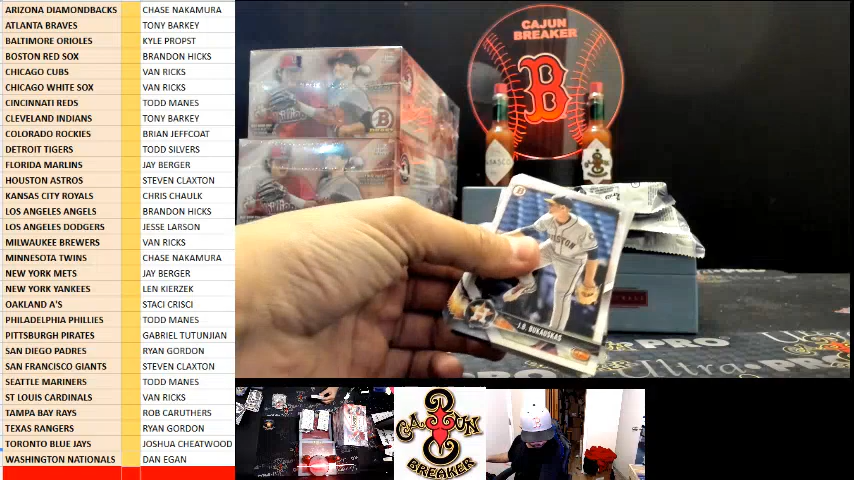 ARIZONA DIAMONDBACKS CHASE NAKAMURA
ATLANTA BRAVES TONY BARKEY
BALTIMORE ORIOLES KYLE PROPST
BOSTON RED SOX BRANDON HICKS
CHICAGO CUBS VAN RICKS
CHICAGO WHITE SOX VAN RICKS
CINCINNATI REDS TODD MANES
CLEVELAND INDIANS TONY BARKEY
COLORADO ROCKIES BRIAN JEFFCOAT
DETROIT TIGERS TODD SILVERS
FLORIDA MARLINS JAY BERGER
HOUSTON ASTROS STEVEN CLAXTON
KANSAS CITY ROYALS CHRIS CHAULK
LOS ANGELES ANGELS BRANDON HICKS
LOS ANGELES DODGERS JESSE LARSON
MILWAUKEE BREWERS VAN RICKS
MINNESOTA TWINS CHASE NAKAMURA
NEW YORK METS JAY BERGER
NEW YORK YANKEES LEN KIERZEK
OAKLAND A'S STACI CRISCI
PHILADELPHIA PHILLIES TODD MANES
PITTSBURGH PIRATES GABRIEL TUTUNJIAN
SAN DIEGO PADRES RYAN GORDON
SAN FRANCISCO GIANTS STEVEN CLAXTON
SEATTLE MARINERS TODD MANES
ST LOUIS CARDINALS VAN RICKS
TAMPA BAY RAYS ROB CARUTHERS
TEXAS RANGERS RYAN GORDON
TORONTO BLUE JAYS JOSHUA CHEATWOOD
WASHINGTON NATIONALS DAN EGAN
CAJUN
BREAKER
B
J.B. BUKAUSKAS
PRO
Ultra PRO
CAJUN
BREAKER